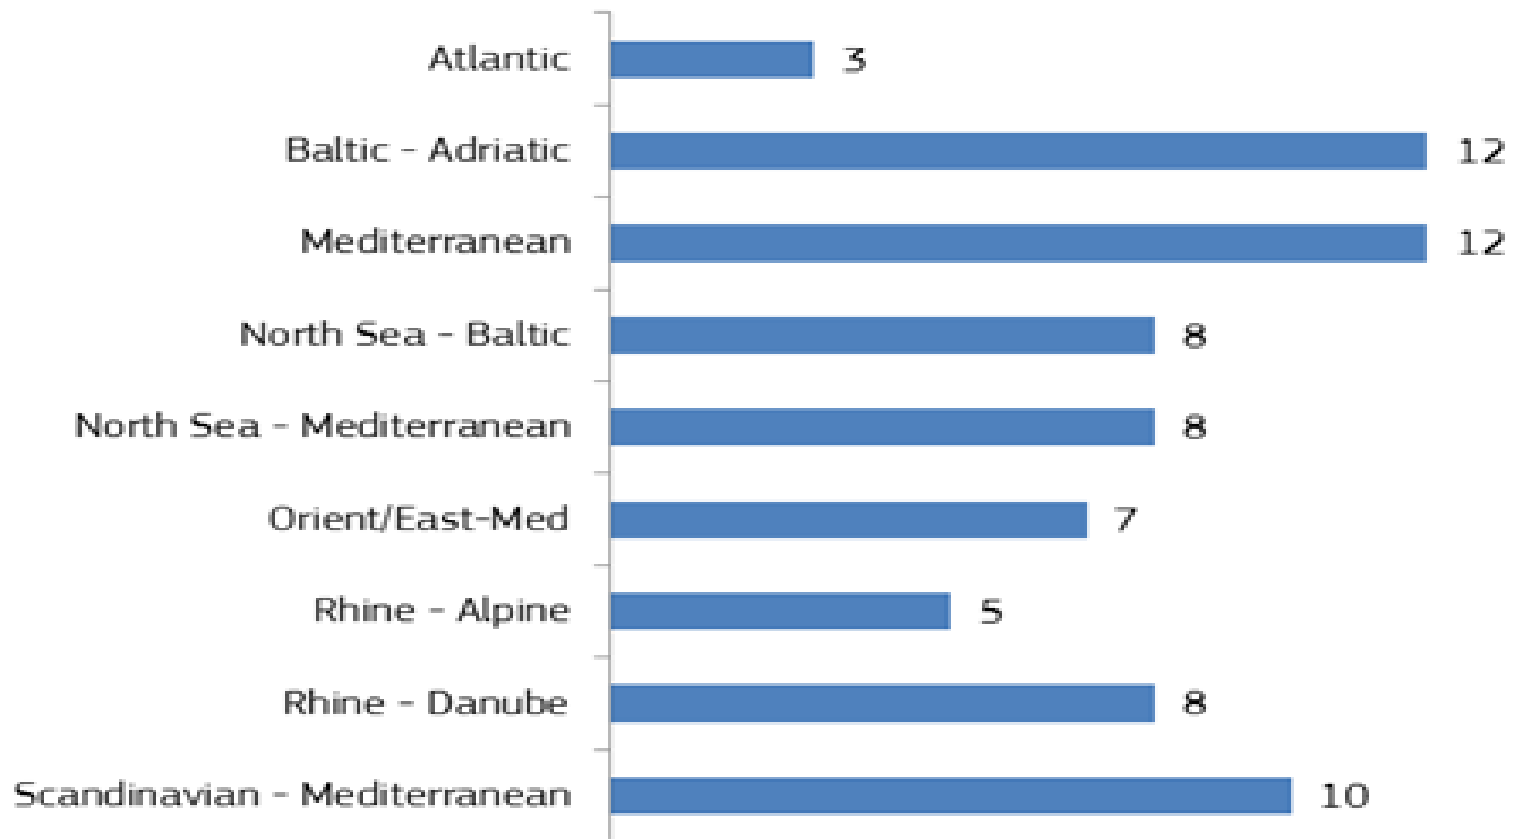 Atlantic 3
Baltic - Adriatic 12
Mediterranean 12
North Sea - Baltic 8
North Sea - Mediterranean 8
Orient/East-Med 7
Rhine - Alpine 5
Rhine - Danube 8
Scandinavian - Mediterranean 10